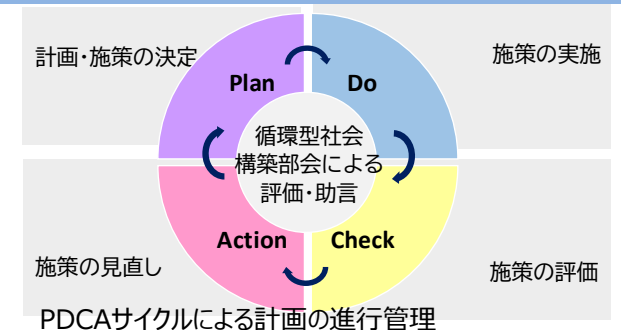 計画・施策の決定
施策の実施
Plan
Do
循環型社会
構築部会による
評価・助言
Action
Check
施策の見直し
施策の評価
PDCAサイクルによる計画の進行管理